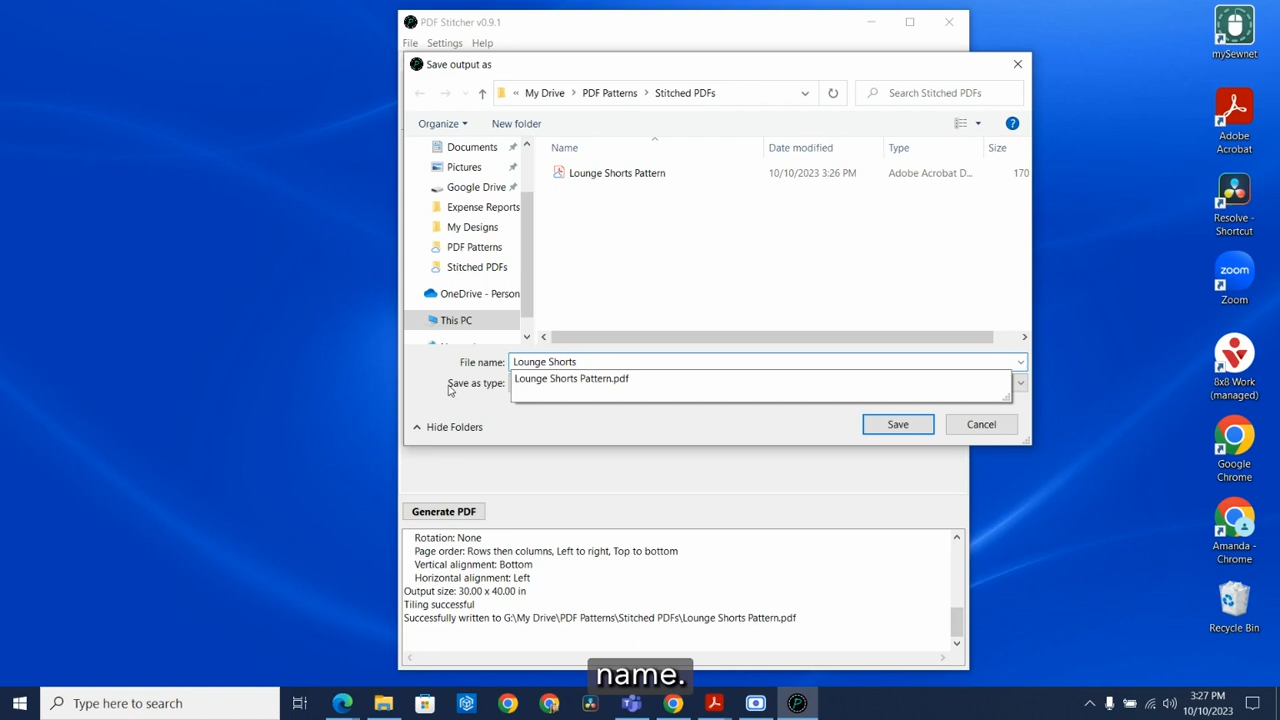 PDF Stitcher v0.9.1
File Settings Help
Save output as
« My Drive PDF Patterns Stitched PDFs
Search Stitched PDFs
Organize New folder
Name Date modified Type Size
Lounge Shorts Pattern 10/10/2023 3:26 PM Adobe Acrobat D... 170
Documents
Pictures
Google Drive
Expense Reports
My Designs
PDF Patterns
Stitched PDFs
OneDrive - Person
This PC
File name: Lounge Shorts
Lounge Shorts Pattern.pdf
Save as type:
Hide Folders
Save Cancel
Generate PDF
Rotation: None
Page order: Rows then columns, Left to right, Top to bottom
Vertical alignment: Bottom
Horizontal alignment: Left
Output size: 30.00 x 40.00 in
Tiling successful
Successfully written to G:\My Drive\PDF Patterns\Stitched PDFs\Lounge Shorts Pattern.pdf
name.
mySewnet
Adobe
Acrobat
Resolve -
Shortcut
zoom
Zoom
8x8 Work
(managed)
Google
Chrome
Amanda -
Chrome
Recycle Bin
Type here to search
3:27 PM
10/10/2023